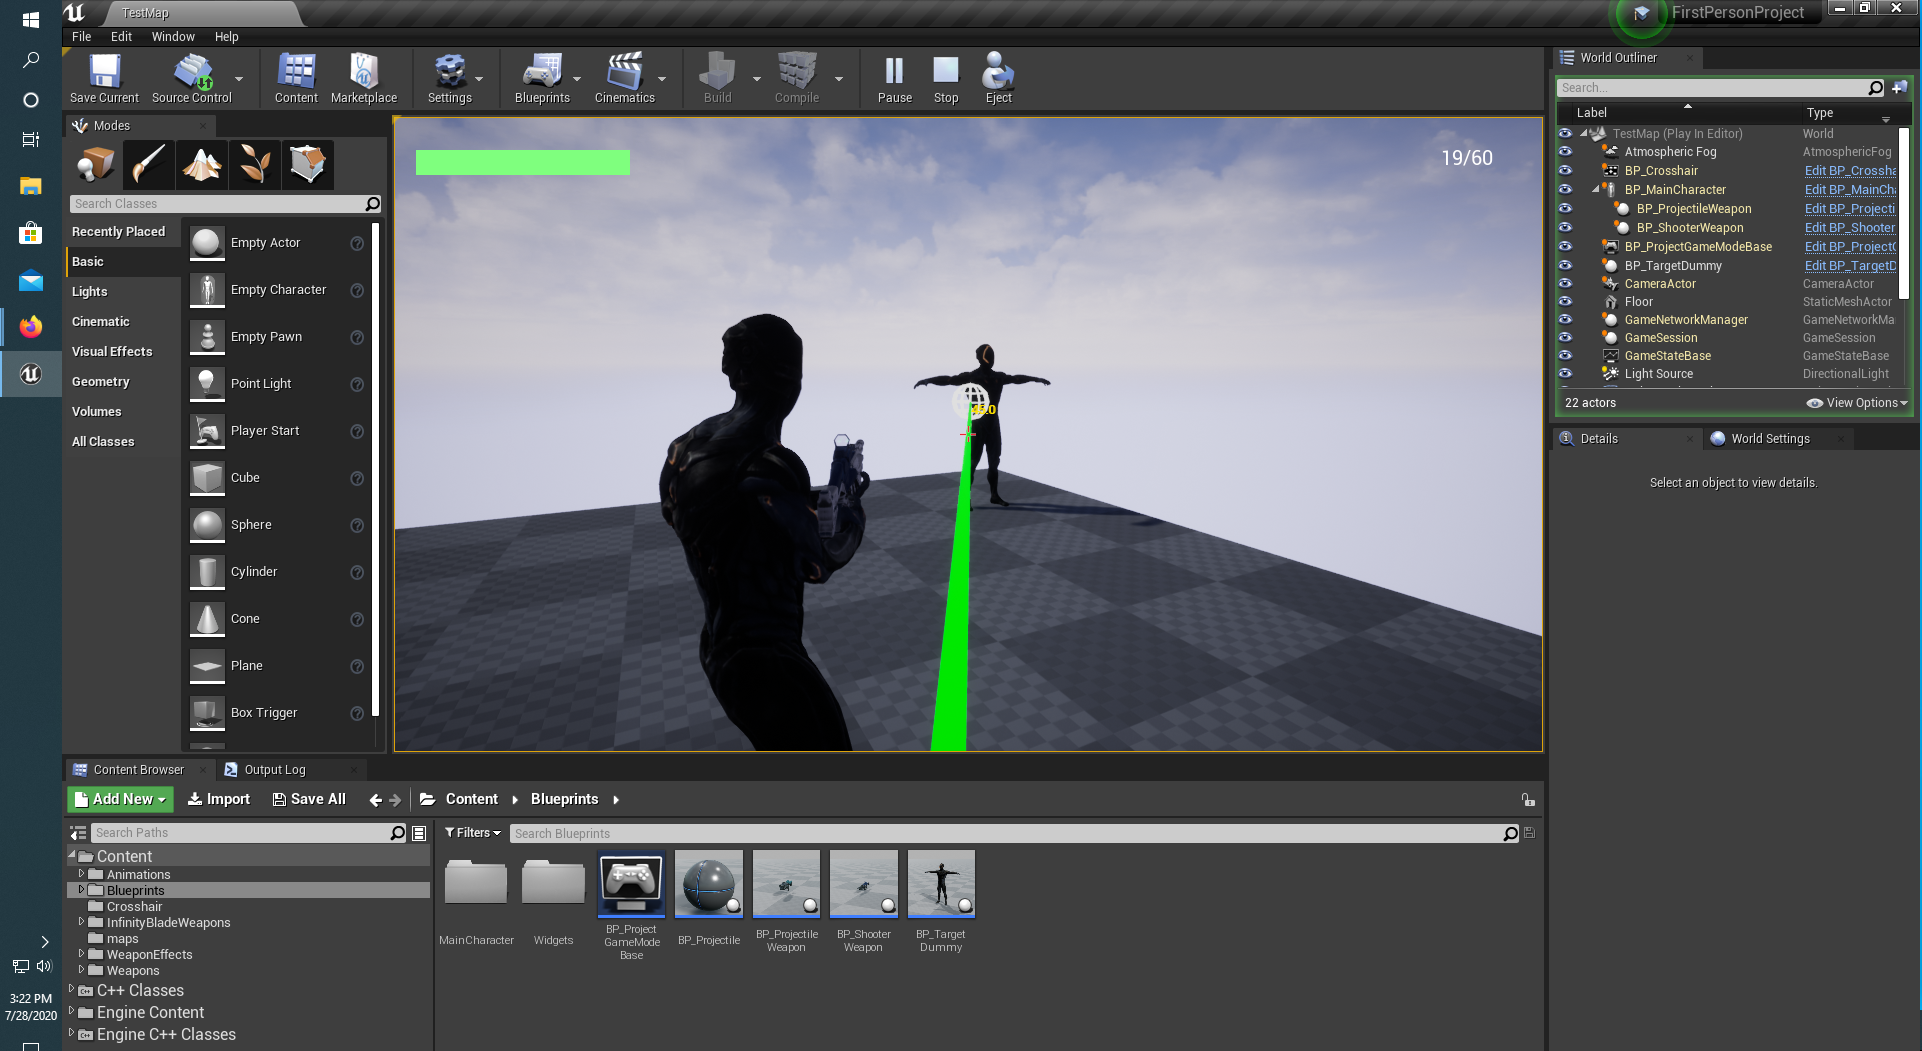 TestMap
FirstPersonProject
File Edit Window Help
Save Current
Source Control
Content
Marketplace
Settings
Blueprints
Cinematics
Build
Compile
Pause
Stop
Eject
Modes
Search Classes
Recently Placed
Basic
Lights
Cinematic
Visual Effects
Geometry
Volumes
All Classes
Empty Actor
Empty Character
Empty Pawn
Point Light
Player Start
Cube
Sphere
Cylinder
Cone
Plane
Box Trigger
19/60
World Outliner
Search...
Label Type
TestMap (Play In Editor) World
Atmospheric Fog AtmosphericFog
BP_Crosshair Edit BP_Crossha
BP_MainCharacter Edit BP_MainCha
BP_ProjectileWeapon Edit BP_Projecti
BP_ShooterWeapon Edit BP_Shooter
BP_ProjectGameModeBase Edit BP_ProjectG
BP_TargetDummy Edit BP_TargetD
CameraActor CameraActor
Floor StaticMeshActor
GameNetworkManager GameNetworkMa
GameSession GameSession
GameStateBase GameStateBase
Light Source DirectionalLight
22 actors View Options
Details World Settings
Select an object to view details.
Content Browser Output Log
Add New Import Save All Content Blueprints
Search Paths
Filters Search Blueprints
Content
Animations
Blueprints
Crosshair
InfinityBladeWeapons
maps
WeaponEffects
Weapons
C++ Classes
Engine Content
Engine C++ Classes
MainCharacter
Widgets
BP_Project
GameMode
Base
BP_Projectile
BP_Projectile
Weapon
BP_Shooter
Weapon
BP_Target
Dummy
3:22 PM
7/28/2020